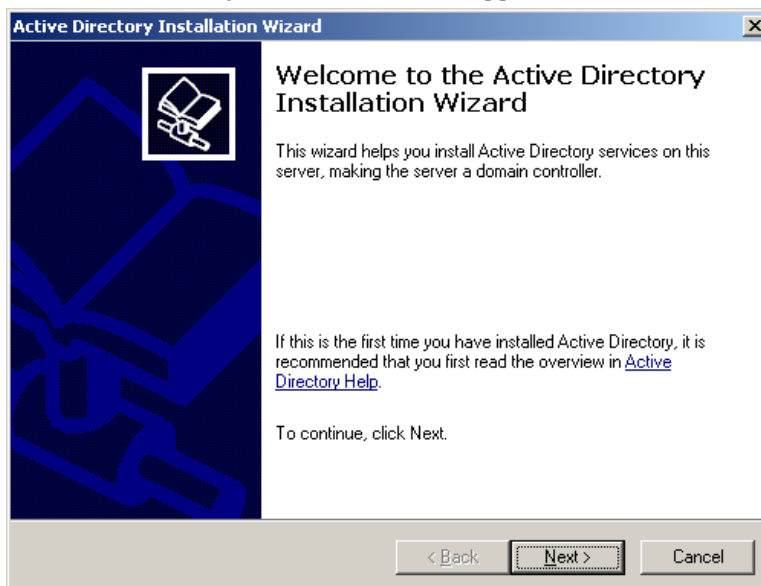 Active Directory Installation Wizard
Welcome to the Active Directory
Installation Wizard
This wizard helps you install Active Directory services on this
server, making the server a domain controller.
If this is the first time you have installed Active Directory, it is
recommended that you first read the overview in Active
Directory Help.
To continue, click Next.
< Back Next > Cancel